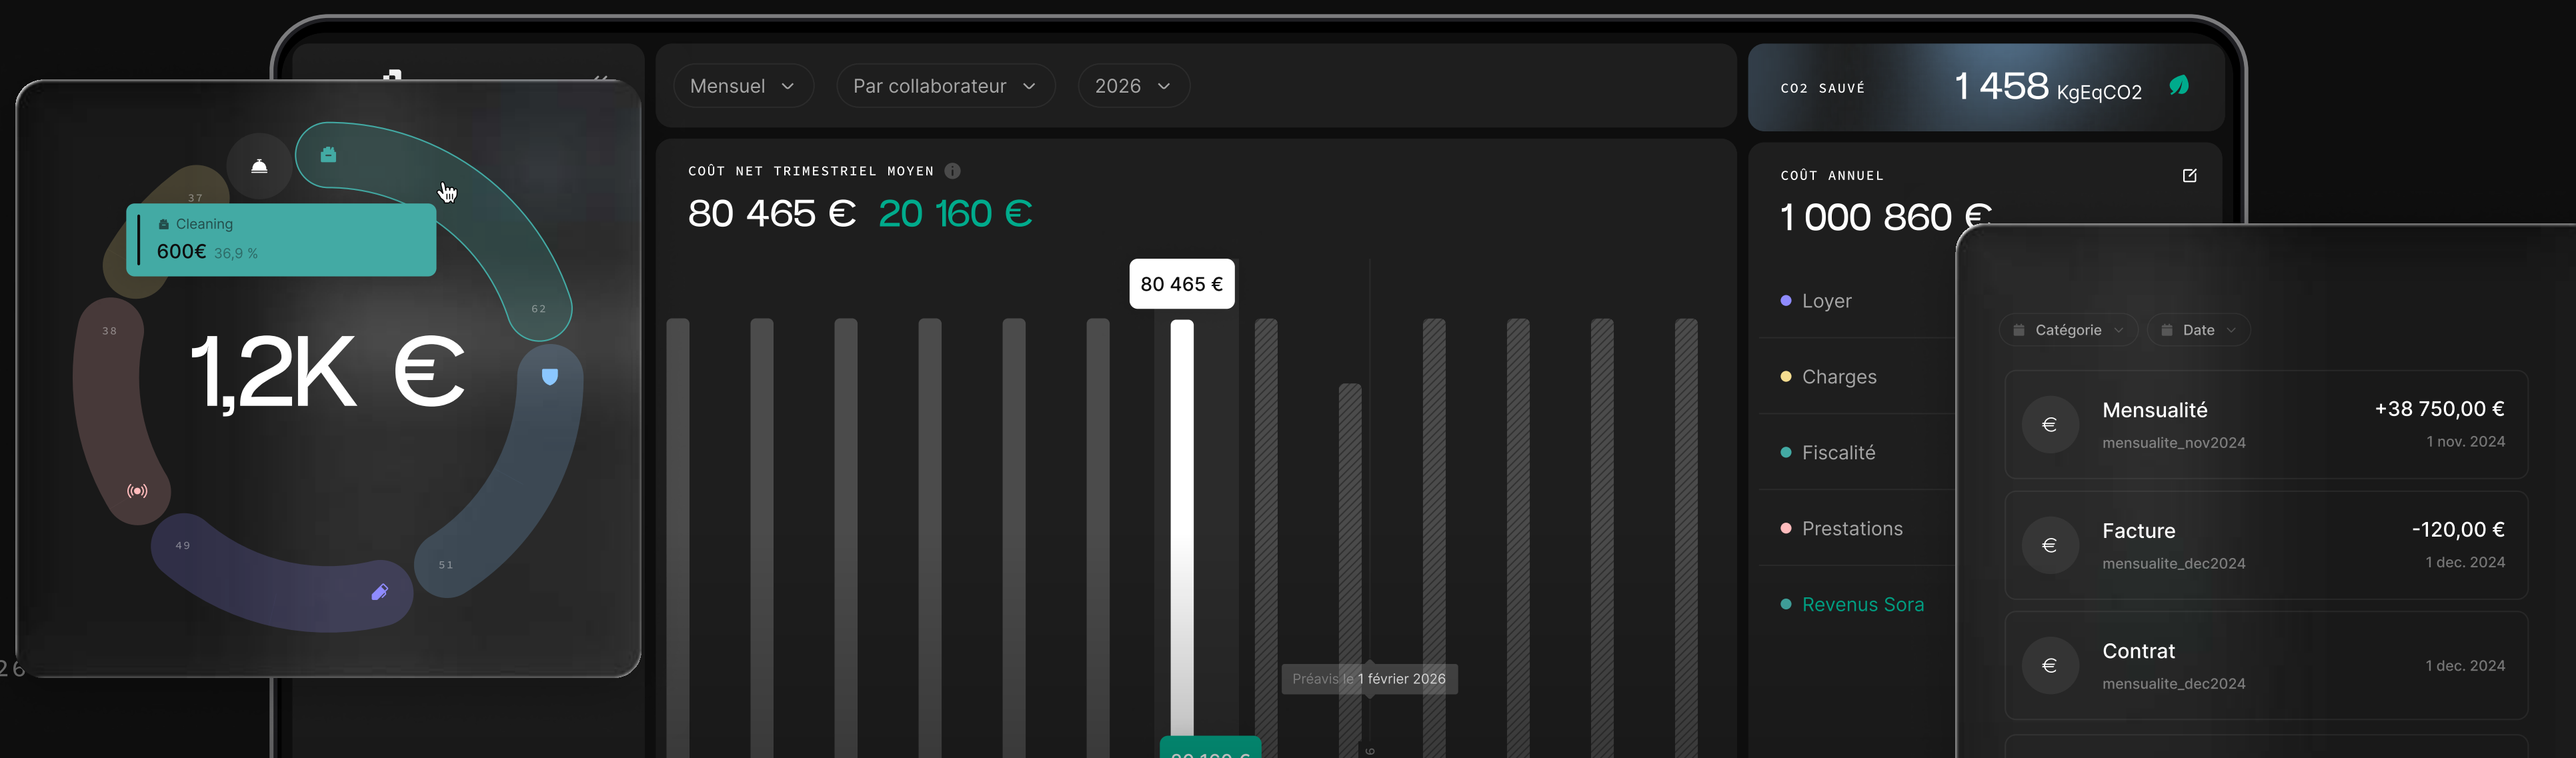 Mensuel
Par collaborateur
2026
CO2 SAUVÉ
1 458 KgEqCO2
37
Cleaning
600€ 36,9 %
62
38
1,2K €
51
49
26
COÛT NET TRIMESTRIEL MOYEN
80 465 € 20 160 €
80 465 €
Préavis le 1 février 2026
COÛT ANNUEL
1 000 860 €
Loyer
Charges
Fiscalité
Prestations
Revenus Sora
Catégorie
Date
Mensualité
+38 750,00 €
mensualite_nov2024
1 nov. 2024
Facture
-120,00 €
mensualite_dec2024
1 dec. 2024
Contrat
1 dec. 2024
mensualite_dec2024